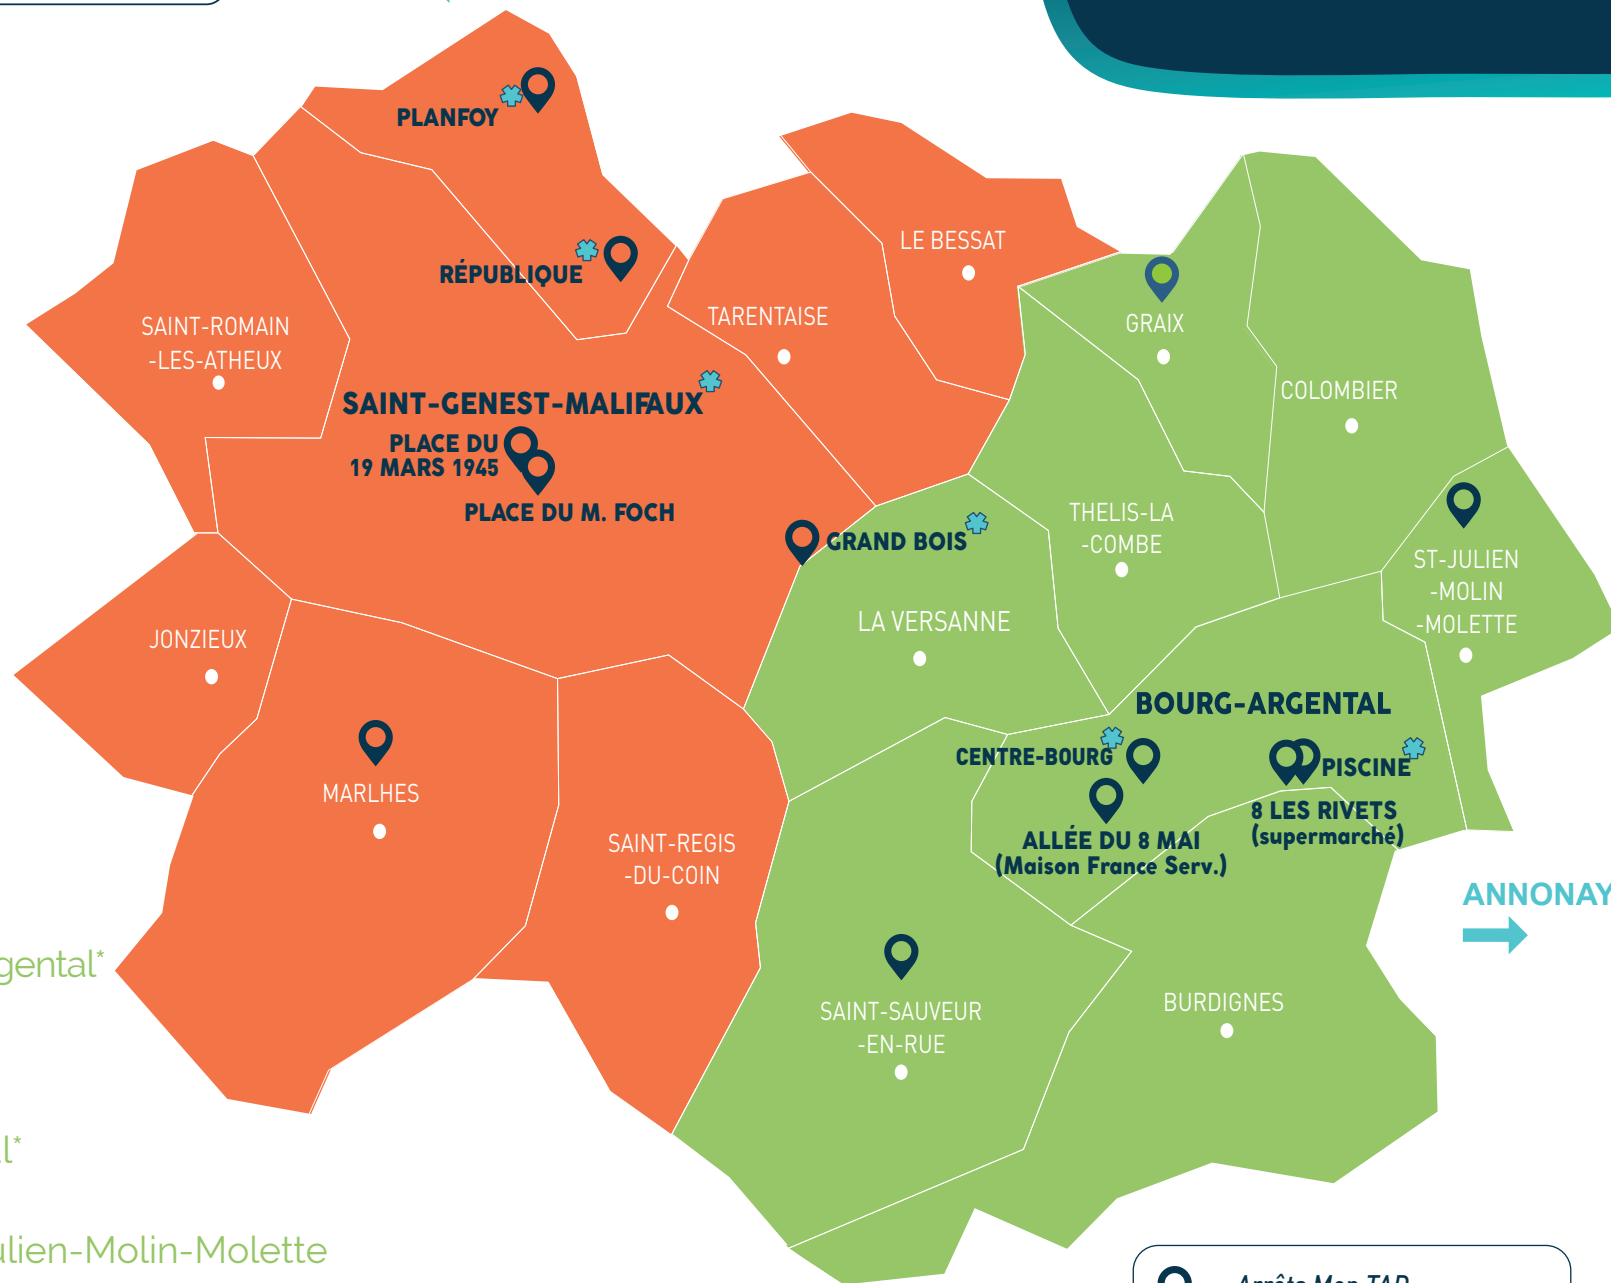 PLANFOY
RÉPUBLIQUE
LE BESSAT
TARENTAISE
GRAIX
SAINT-ROMAIN
-LES-ATHEUX
COLOMBIER
SAINT-GENEST-MALIFAUX
PLACE DU
19 MARS 1945
PLACE DU M. FOCH
GRAND BOIS
THELIS-LA
-COMBE
ST-JULIEN
-MOLIN
-MOLETTE
LA VERSANNE
JONZIEUX
BOURG-ARGENTAL
CENTRE-BOURG
PISCINE
MARLHES
8 LES RIVETS
(supermarché)
ALLÉE DU 8 MAI
(Maison France Serv.)
SAINT-REGIS
-DU-COIN
ANNONAY
gental*
SAINT-SAUVEUR
-EN-RUE
BURDIGNES
l*
ulien-Molin-Molette
Arrêts Mon TAD